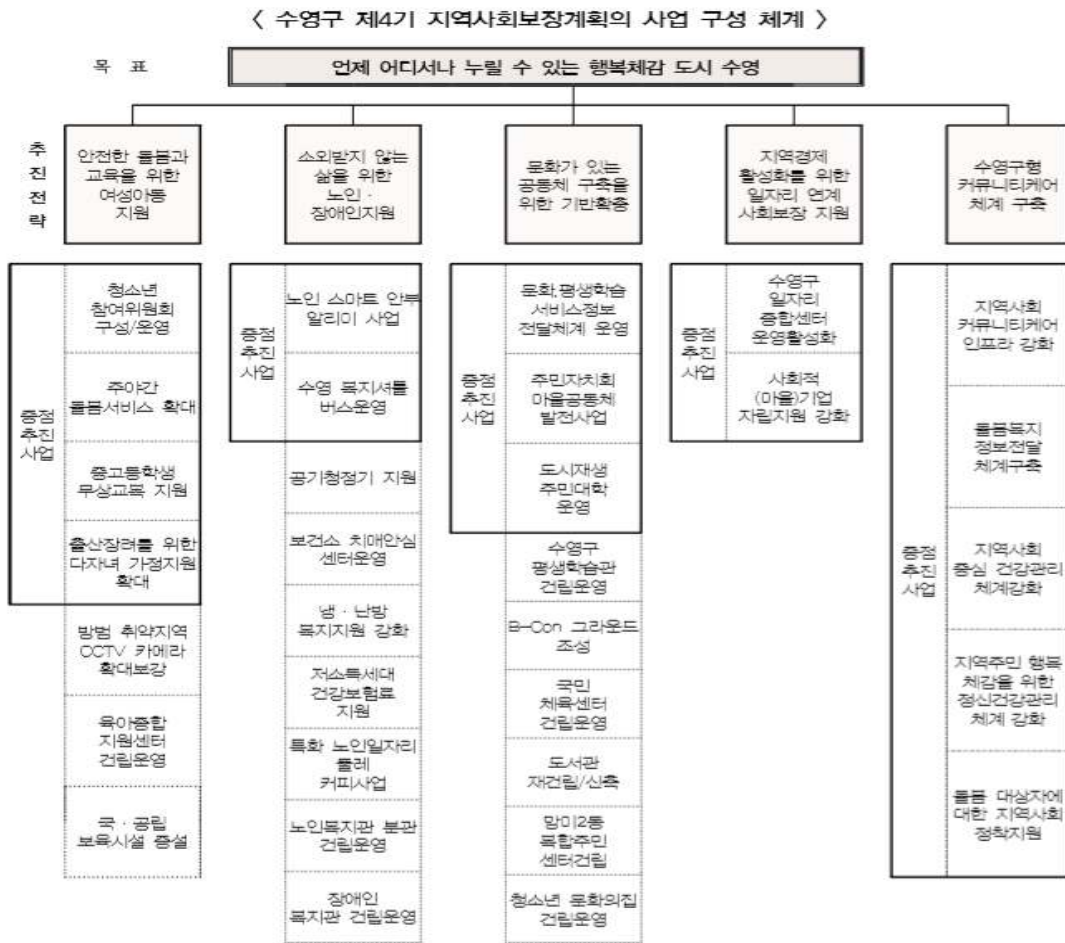 〈 수영구 제4기 지역사회보장계획의 사업 구성 체계 〉
목 표
언제 어디서나 누릴 수 있는 행복체감 도시 수영
추
진
전
략
안전한 돌봄과
교육을 위한
여성아동
지원
소외받지 않는
삶을 위한
노인 ·
장애인지원
문화가 있는
공동체 구축을
위한 기반확충
지역경제
활성화를 위한
일자리 연계
사회보장 지원
수영구형
커뮤니티케어
체계 구축
중점
추진
사업
청소년
참여위원회
구성/운영
주야간
돌봄서비스 확대
중고등학생
무상교복 지원
출산장려를 위한
다자녀 가정지원
확대
방범 취약지역
CCTV 카메라
확대보강
육아종합
지원센터
건립운영
국 · 공립
보육시설 증설
중점
추진
사업
노인 스마트 안부
알리미 사업
수영 복지셔틀
버스운영
공기청정기 지원
보건소 치매안심
센터운영
냉 · 난방
복지지원 강화
저소득세대
건강보험료
지원
특화 노인일자리
둘레
커피사업
노인복지관 분관
건립운영
장애인
복지관 건립운영
중점
추진
사업
문화,평생학습
서비스정보
전달체계 운영
주민자치회
마을공동체
발전사업
도시재생
주민대학
운영
수영구
평생학습관
건립운영
B-Con 그라운드
조성
국민
체육센터
건립운영
도서관
재건립/신축
망미2동
복합주민
센터건립
청소년 문화의집
건립운영
중점
추진
사업
수영구
일자리
종합센터
운영활성화
사회적
(마을)기업
자립지원 강화
중점
추진
사업
지역사회
커뮤니티케어
인프라 강화
돌봄복지
정보전달
체계구축
지역사회
중심 건강관리
체계강화
지역주민 행복
체감을 위한
정신건강관리
체계 강화
돌봄 대상자에
대한 지역사회
정착지원